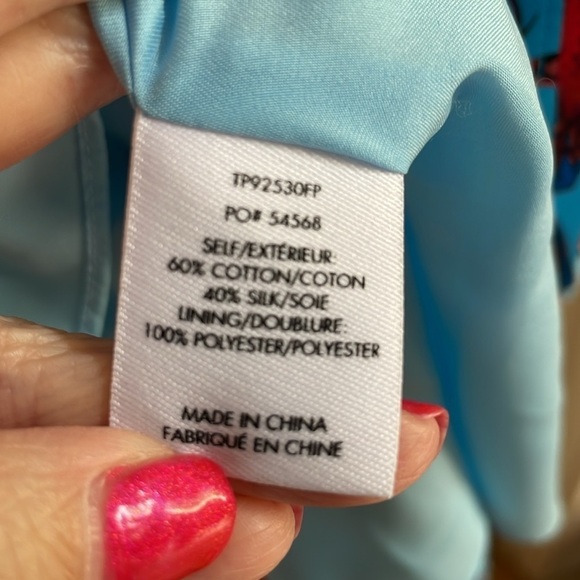 TP92530FP
PO# 54568
SELF/EXTÉRIEUR:
60% COTTON/COTON
40% SILK/SOIE
LINING/DOUBLURE:
100% POLYESTER/POLYESTER
MADE IN CHINA
FABRIQUÉ EN CHINE